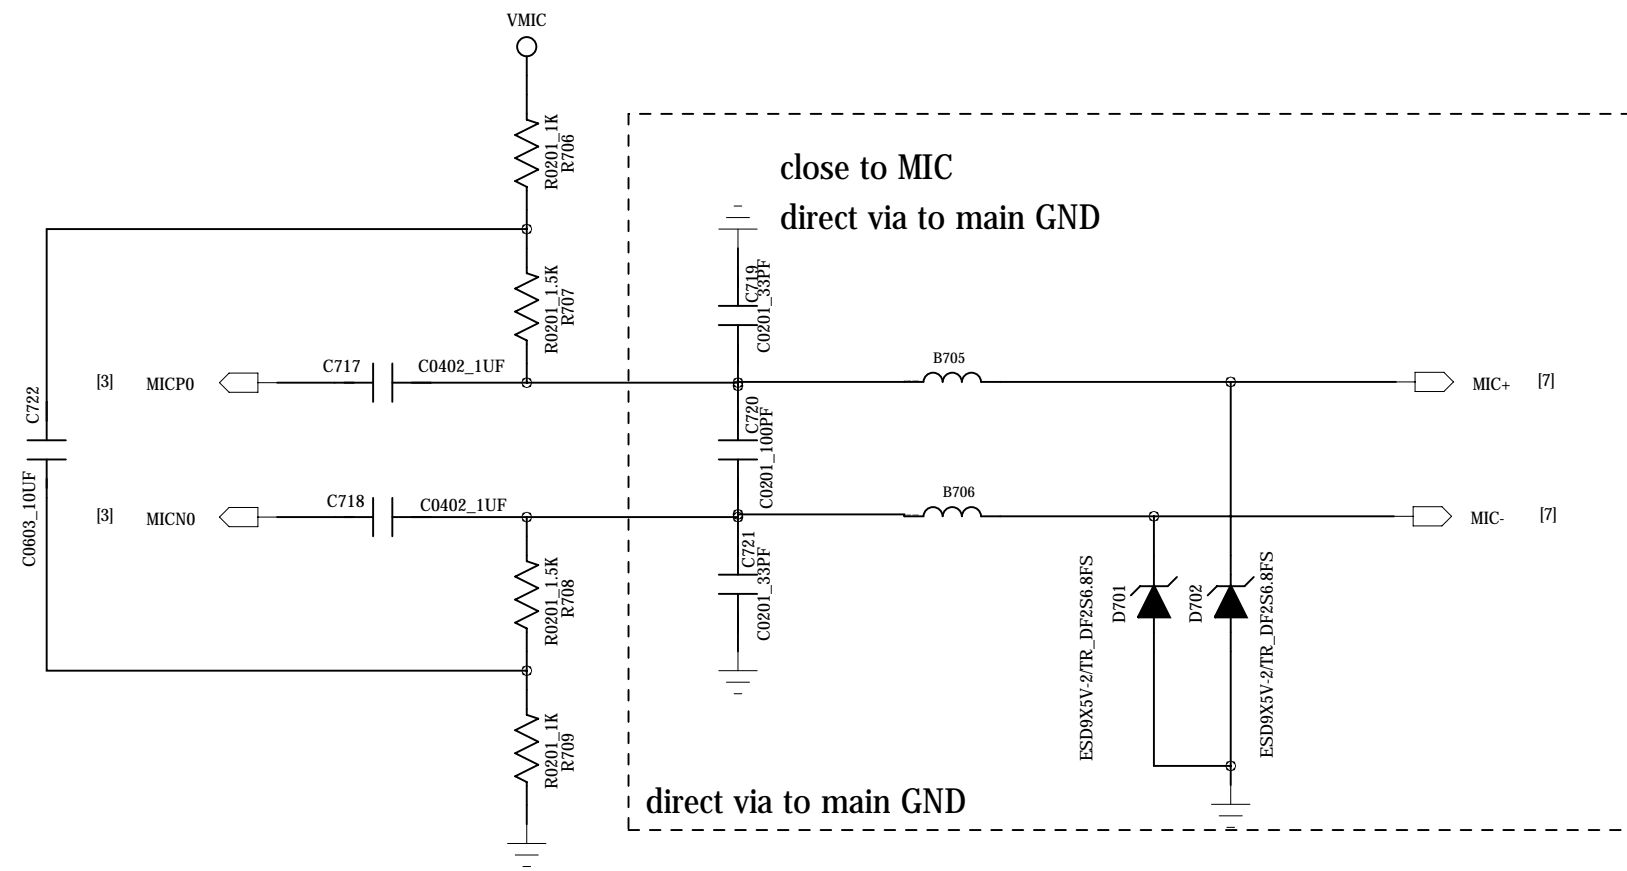 VMIC
R0201_1K
R706
close to MIC
direct via to main GND
R0201_1.5K
R707
C719
C0201_33PF
[3]
MICP0
C717
C0402_1UF
B705
MIC+
[7]
C722
C0603_10UF
C720
C0201_100PF
[3]
MICN0
C718
C0402_1UF
B706
MIC-
[7]
R0201_1.5K
R708
C721
C0201_33PF
ESD9X5V-2/TR_DF2S6.8FS
D701
D702
ESD9X5V-2/TR_DF2S6.8FS
R0201_1K
R709
direct via to main GND